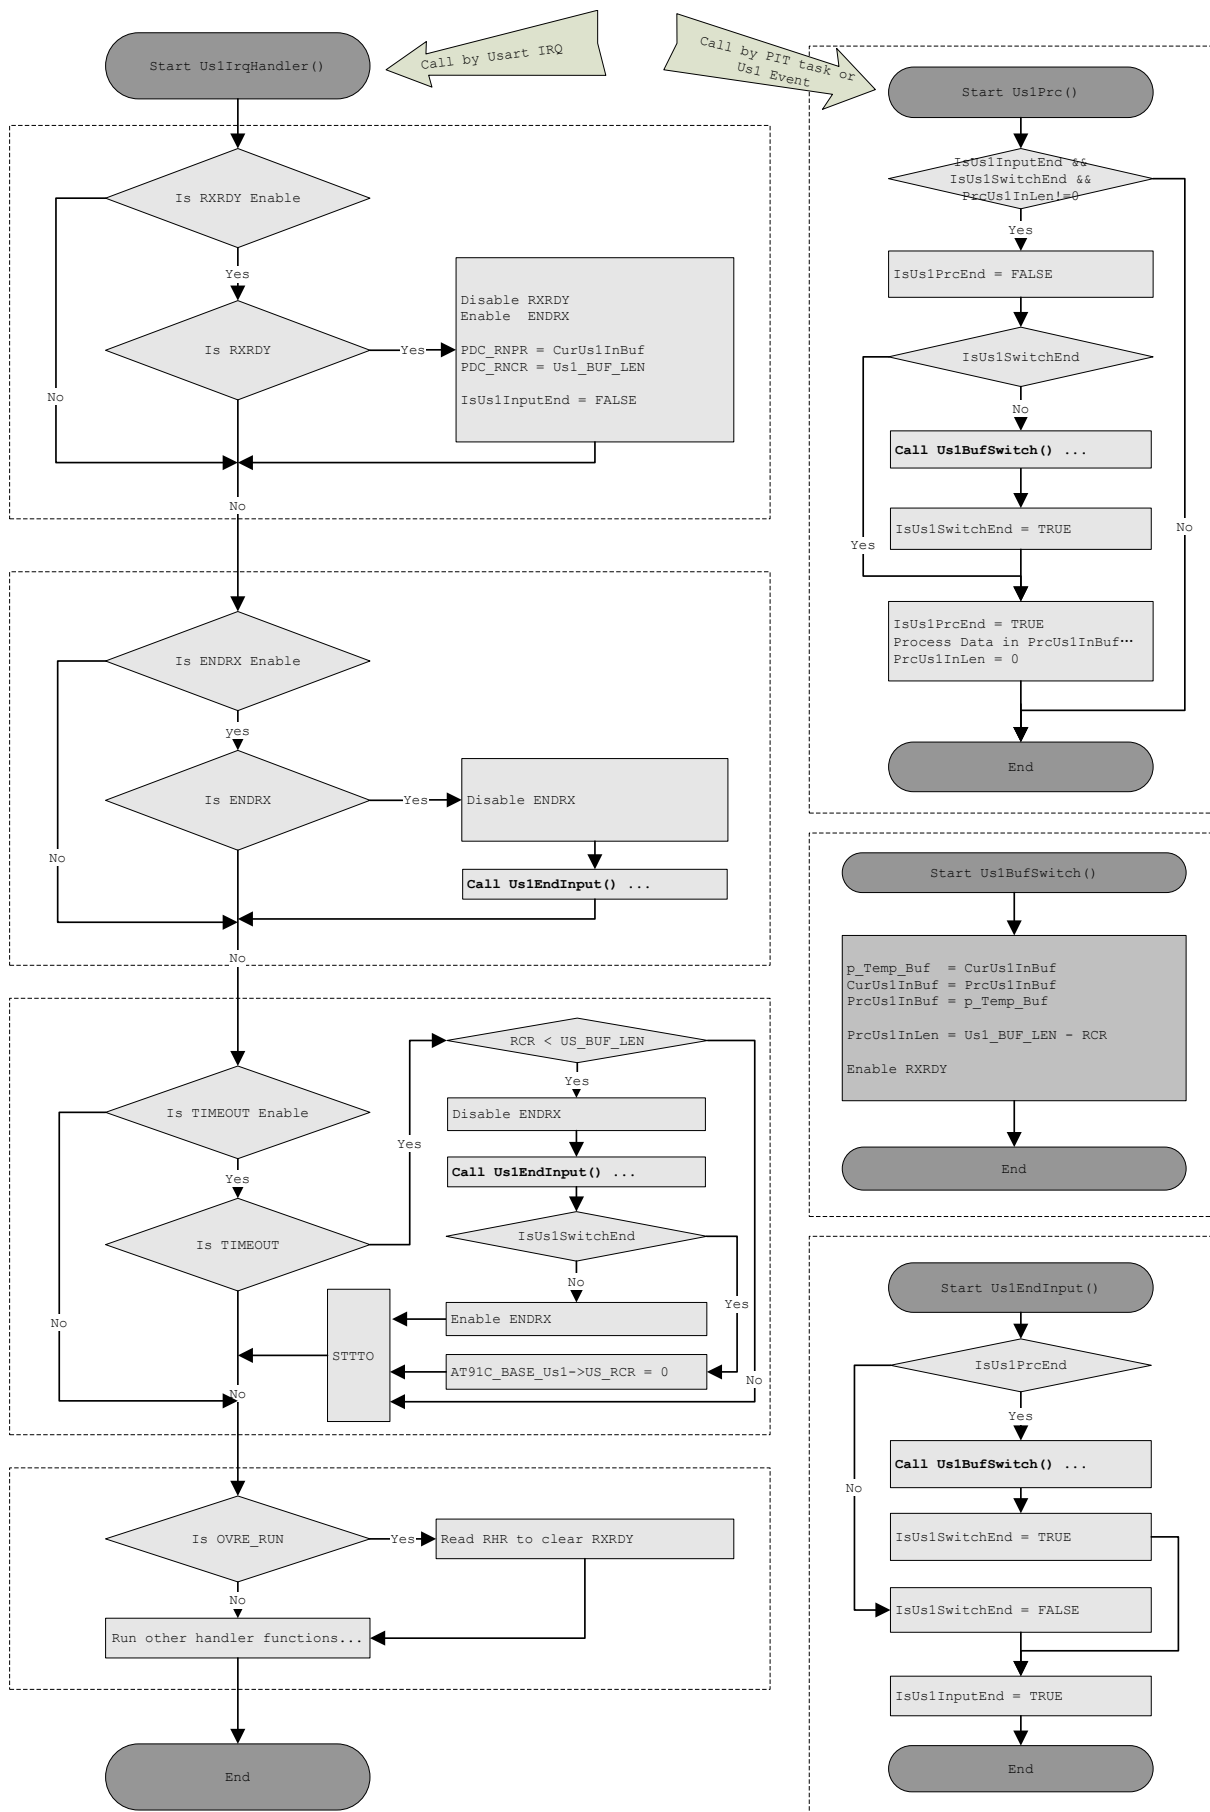 Start Us1IrqHandler()
Call by Usart IRQ
Is RXRDY Enable
Yes
Is RXRDY
Yes
Disable RXRDY
Enable  ENDRX
PDC_RNPR = CurUs1InBuf
PDC_RNCR = Us1_BUF_LEN
IsUs1InputEnd = FALSE
No
No
Is ENDRX Enable
yes
Is ENDRX
Yes
Disable ENDRX
No
Call Us1EndInput() ...
No
RCR < US_BUF_LEN
Yes
Is TIMEOUT Enable
Disable ENDRX
Yes
Call Us1EndInput() ...
Yes
Is TIMEOUT
IsUs1SwitchEnd
No
Yes
Enable ENDRX
No
STTTO
AT91C_BASE_Us1->US_RCR = 0
No
No
Is OVRE_RUN
Yes
Read RHR to clear RXRDY
No
Run other handler functions...
End
Call by PIT task or
Us1 Event
Start Us1Prc()
IsUs1InputEnd &&
IsUs1SwitchEnd &&
PrcUs1InLen!=0
Yes
IsUs1PrcEnd = FALSE
IsUs1SwitchEnd
No
Call Us1BufSwitch() ...
IsUs1SwitchEnd = TRUE
No
Yes
IsUs1PrcEnd = TRUE
Process Data in PrcUs1InBuf…
PrcUs1InLen = 0
End
Start Us1BufSwitch()
p_Temp_Buf  = CurUs1InBuf
CurUs1InBuf = PrcUs1InBuf
PrcUs1InBuf = p_Temp_Buf
PrcUs1InLen = Us1_BUF_LEN - RCR
Enable RXRDY
End
Start Us1EndInput()
IsUs1PrcEnd
Yes
Call Us1BufSwitch() ...
No
IsUs1SwitchEnd = TRUE
IsUs1SwitchEnd = FALSE
IsUs1InputEnd = TRUE
End